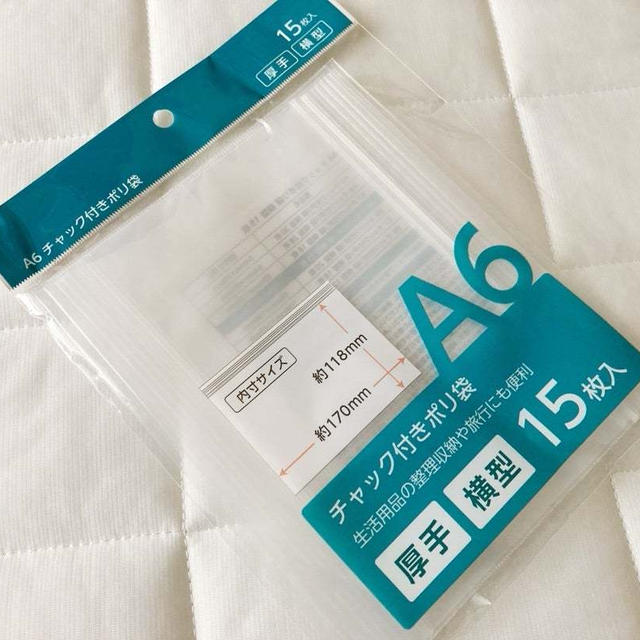 15枚入
厚手 横型
A6 チャック付きポリ袋
内寸サイズ
約118mm
約170mm
A6
チャック付きポリ袋
生活用品の整理収納や旅行にも便利
厚手 横型 15枚入